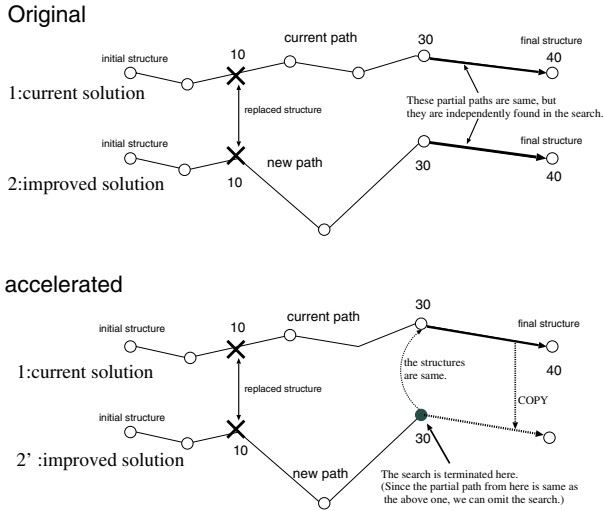 Original
current path
30
final structure
10
initial structure
40
1:current solution
replaced structure
These partial paths are same, but
they are independently found in the search.
initial structure
new path
final structure
30
2:improved solution
10
40
accelerated
30
current path
initial structure
10
final structure
the structures
are same.
1:current solution
40
replaced structure
COPY
initial structure
30
10
2' :improved solution
new path
The search is terminated here.
(Since the partial path from here is same as
the above one, we can omit the search.)